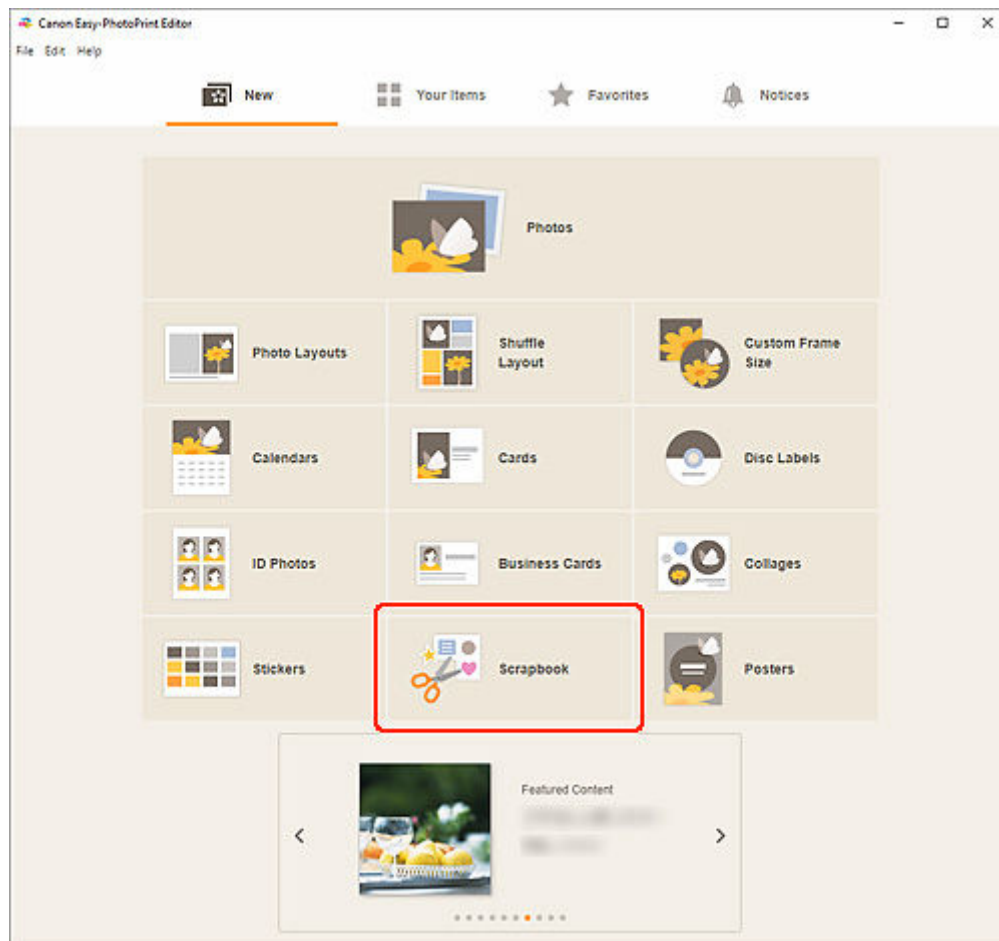 Canon Easy-PhotoPrint Editor
File Edit Help
New Your Items Favorites Notices
Photos
Photo Layouts
Shuffle
Layout
Custom Frame
Size
Calendars
Cards
Disc Labels
ID Photos
Business Cards
Collages
Stickers
Scrapbook
Posters
Featured Content